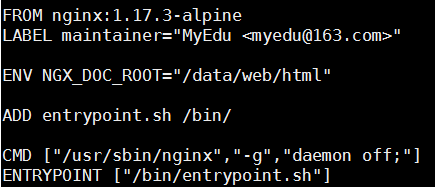 FROM nginx:1.17.3-alpine
LABEL maintainer="MyEdu <myedu@163.com>"
ENV NGX_DOC_ROOT="/data/web/html"
ADD entrypoint.sh /bin/
CMD ["/usr/sbin/nginx","-g","daemon off;"]
ENTRYPOINT ["/bin/entrypoint.sh"]